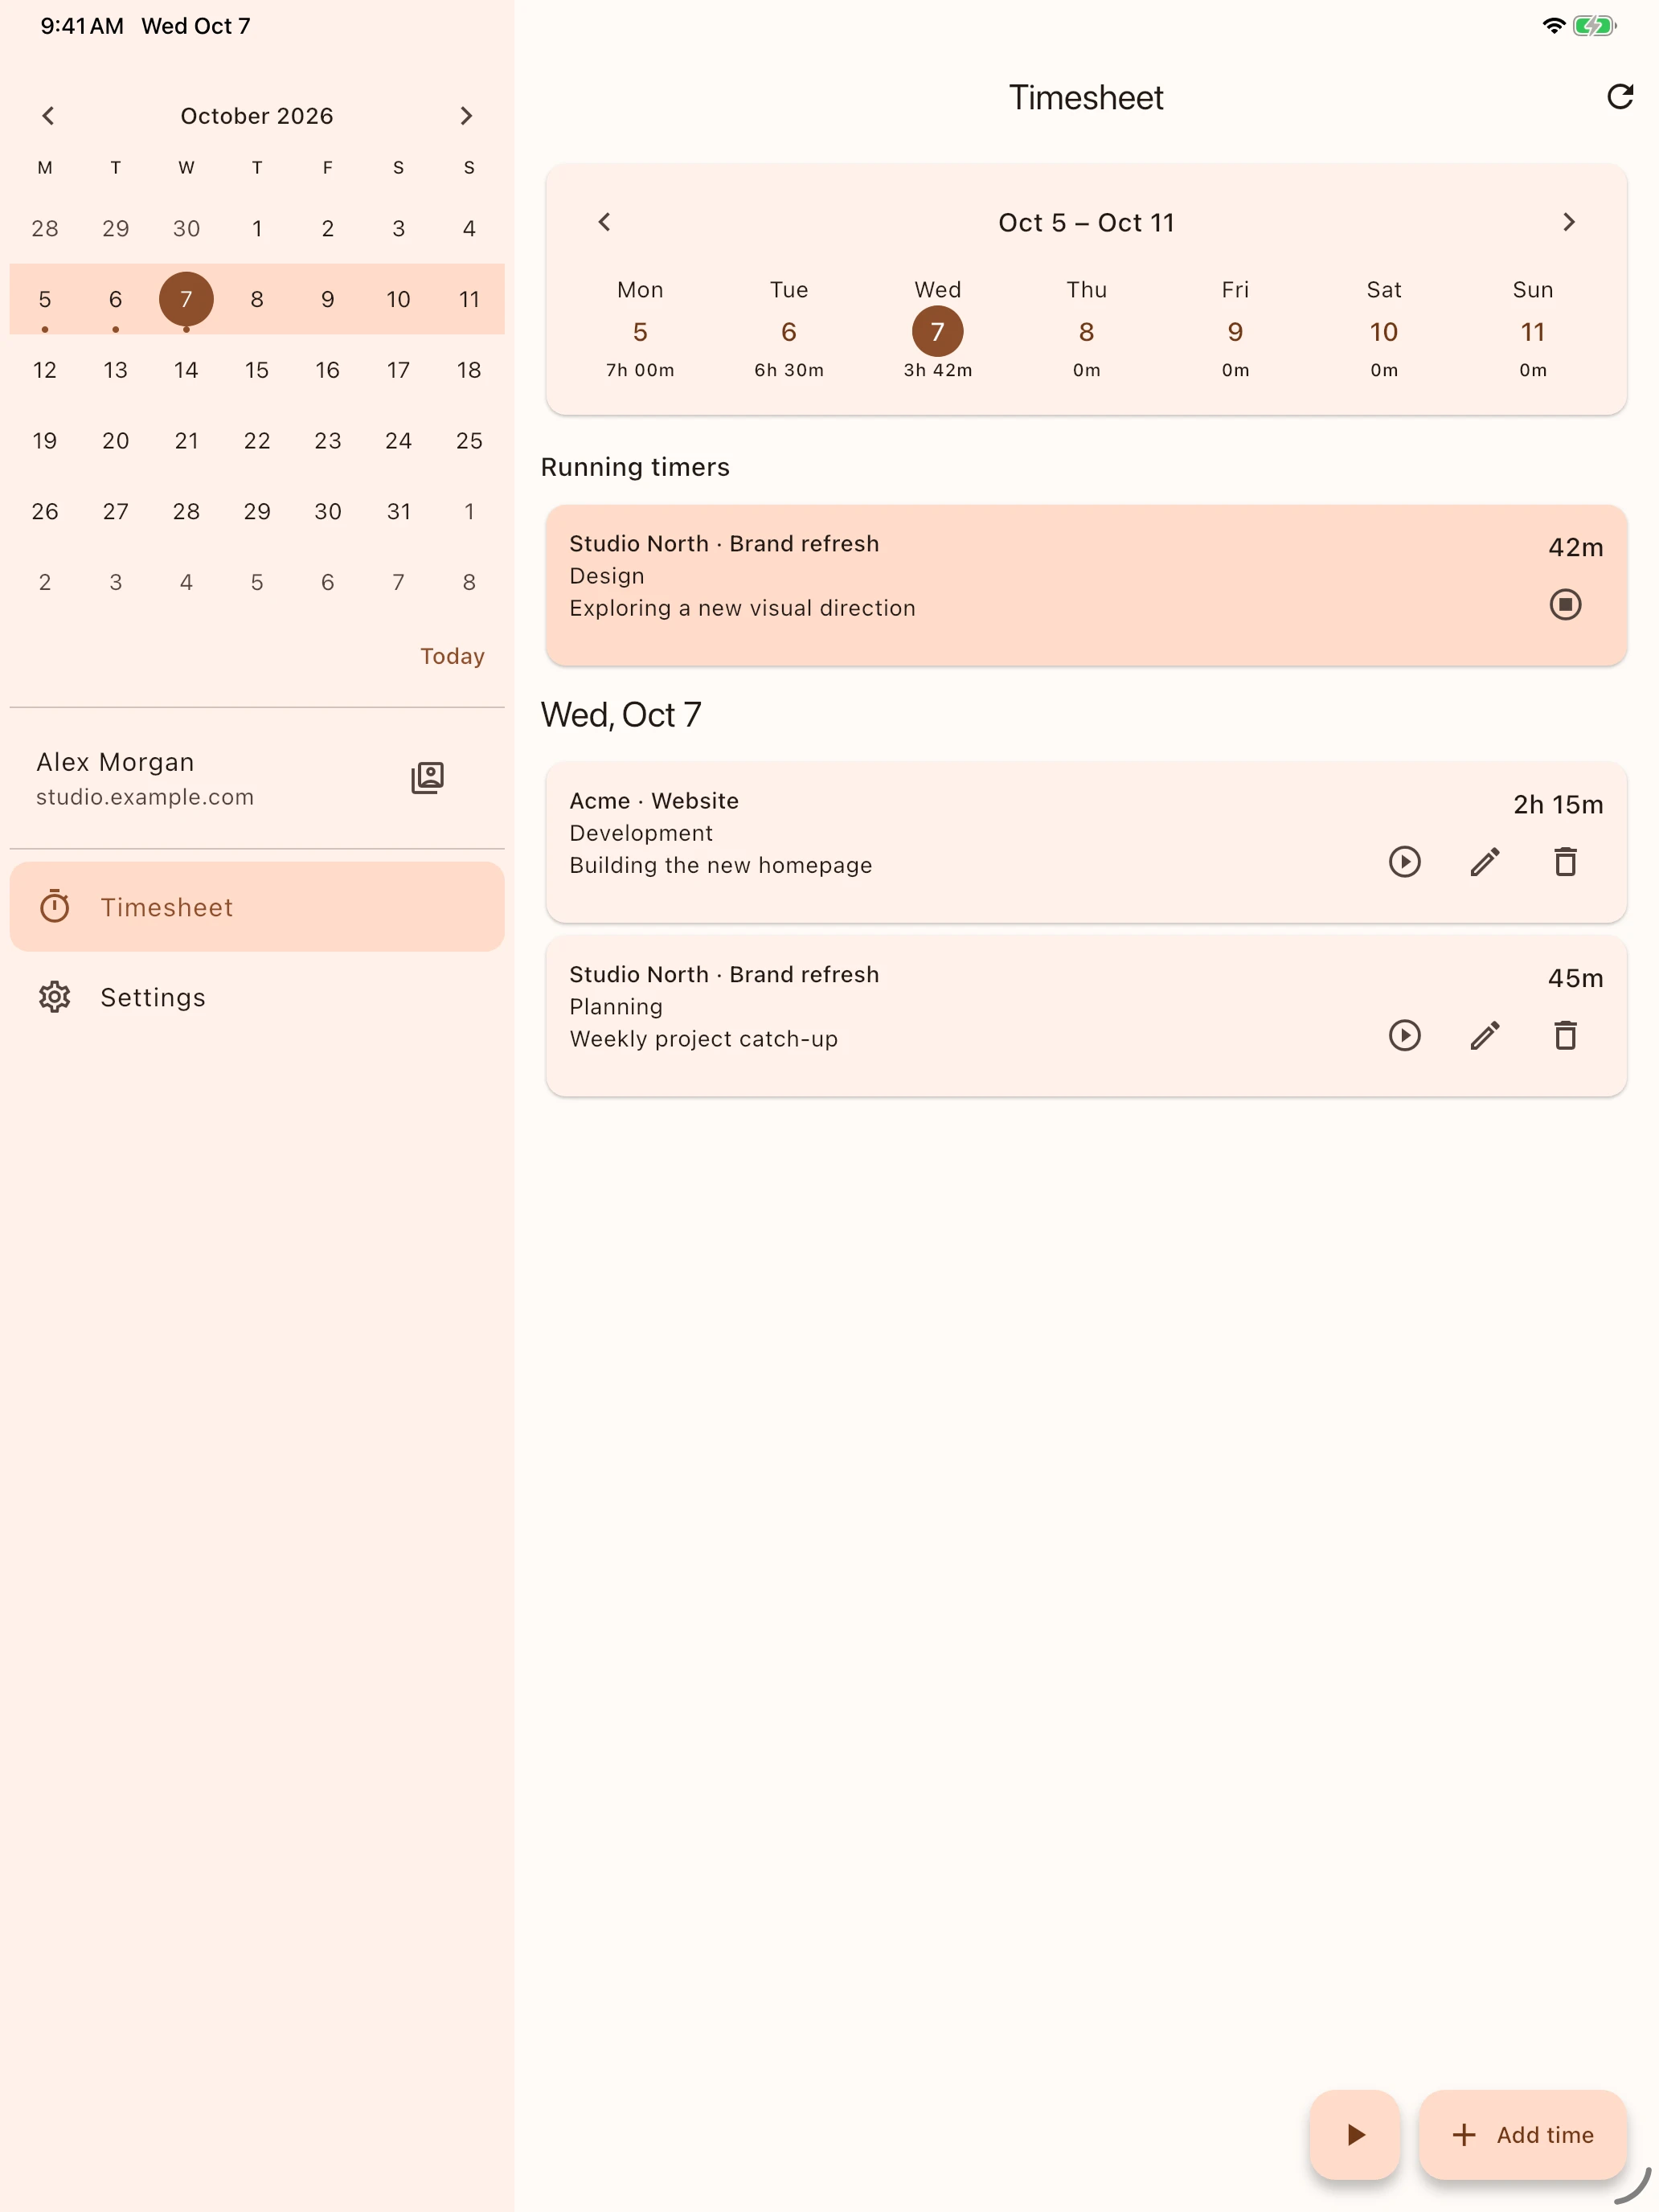 9:41 AM Wed Oct 7
October 2026
M T W T F S S
28 29 30 1 2 3 4
5 6 7 8 9 10 11
12 13 14 15 16 17 18
19 20 21 22 23 24 25
26 27 28 29 30 31 1
2 3 4 5 6 7 8
Today
Alex Morgan
studio.example.com
Timesheet
Settings
Timesheet
Oct 5 – Oct 11
Mon Tue Wed Thu Fri Sat Sun
5 6 7 8 9 10 11
7h 00m 6h 30m 3h 42m 0m 0m 0m 0m
Running timers
Studio North · Brand refresh 42m
Design
Exploring a new visual direction
Wed, Oct 7
Acme · Website 2h 15m
Development
Building the new homepage
Studio North · Brand refresh 45m
Planning
Weekly project catch-up
Add time